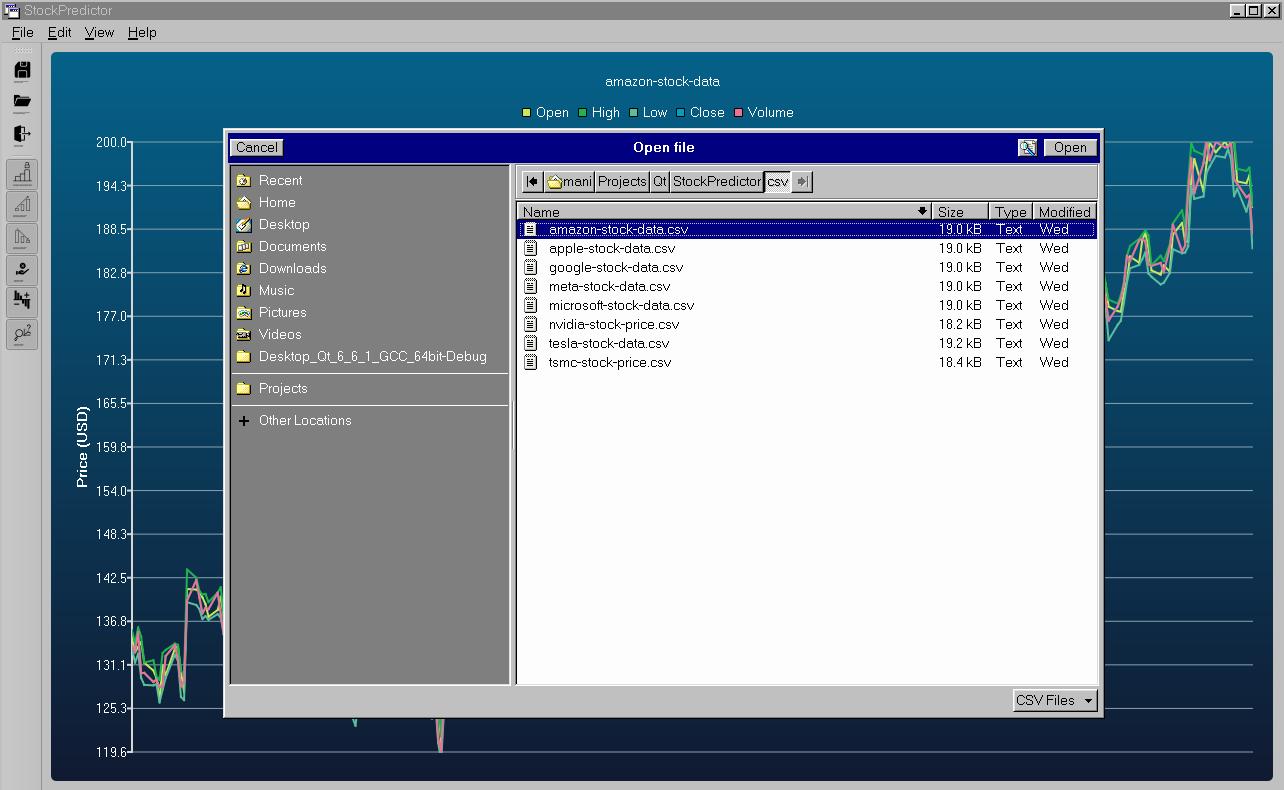 StockPredictor
File Edit View Help
amazon-stock-data
Open High Low Close Volume
Cancel Open file Open
Recent
Home
Desktop
Documents
Downloads
Music
Pictures
Videos
Desktop_Qt_6_6_1_GCC_64bit-Debug
Projects
Other Locations
mani Projects Qt StockPredictor csv
Name Size Type Modified
amazon-stock-data.csv 19.0 kB Text Wed
apple-stock-data.csv 19.0 kB Text Wed
google-stock-data.csv 19.0 kB Text Wed
meta-stock-data.csv 19.0 kB Text Wed
microsoft-stock-data.csv 19.0 kB Text Wed
nvidia-stock-price.csv 18.2 kB Text Wed
tesla-stock-data.csv 19.2 kB Text Wed
tsmc-stock-price.csv 18.4 kB Text Wed
CSV Files
Price (USD)
200.0
194.3
188.5
182.8
177.0
171.3
165.5
159.8
154.0
148.3
142.5
136.8
131.1
125.3
119.6